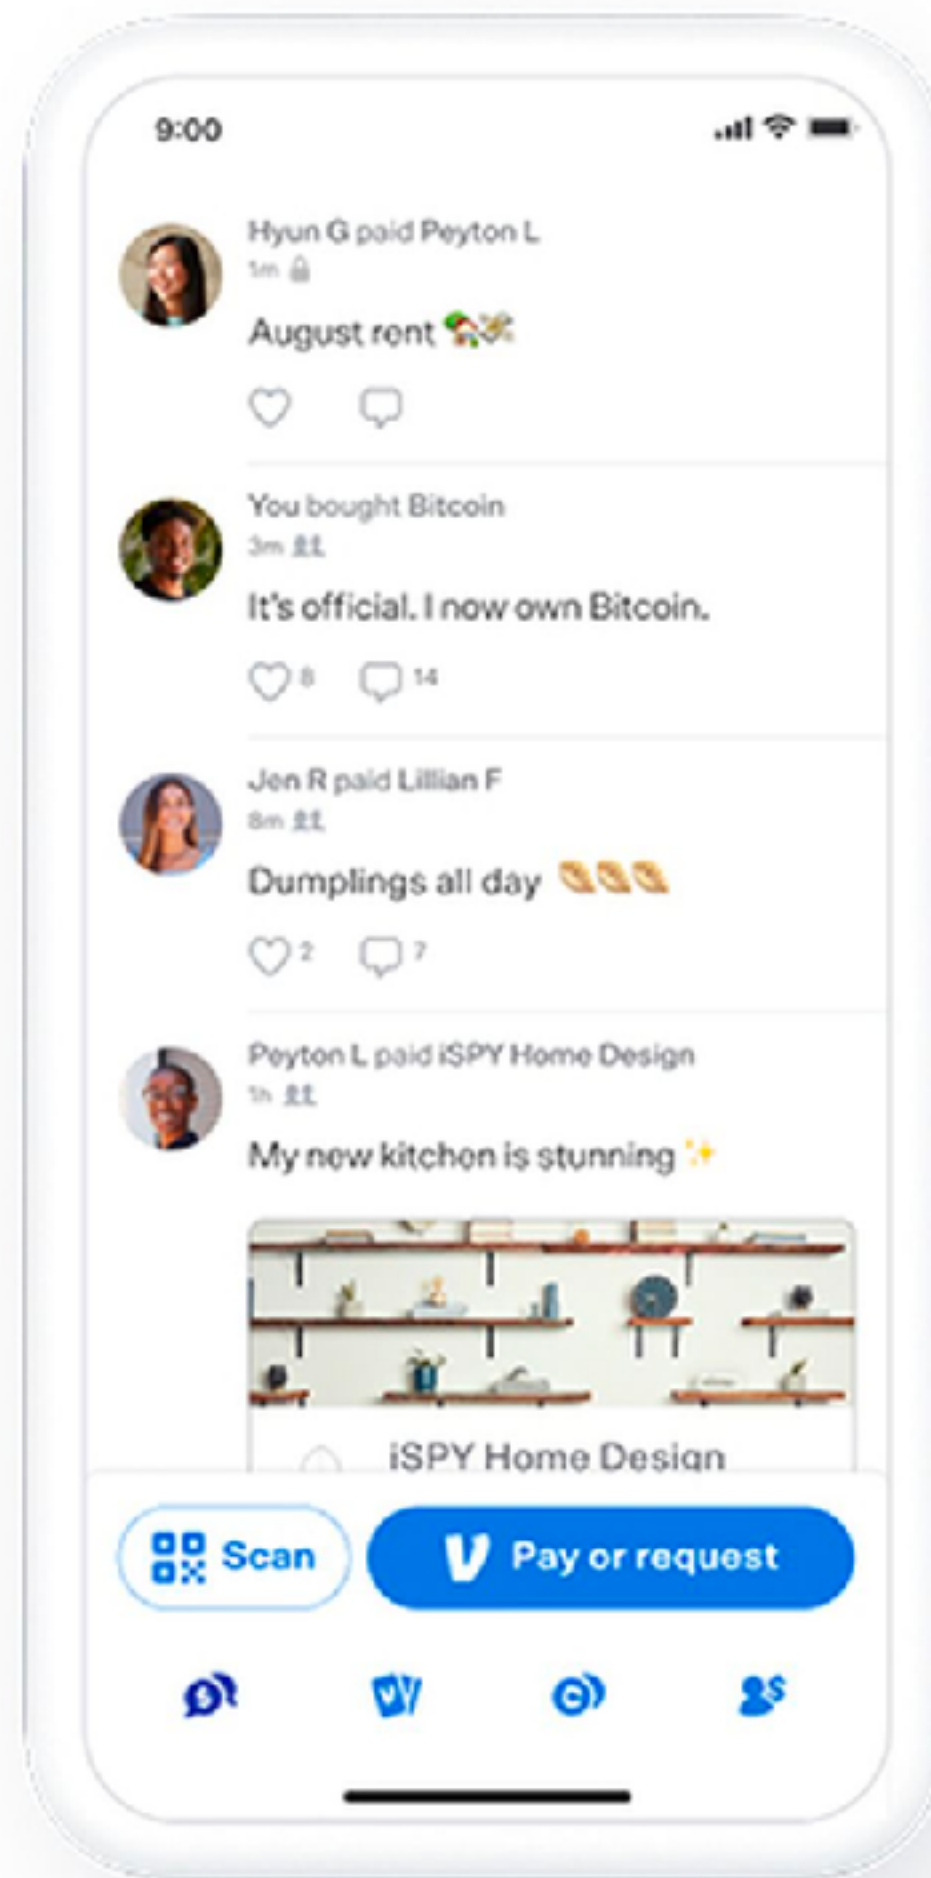 9:00
Hyun G paid Peyton L
1m
August rent 🏡💸
You bought Bitcoin
3m
It's official. I now own Bitcoin.
8 14
Jen R paid Lillian F
8m
Dumplings all day 🥟🥟🥟
2 7
Peyton L paid iSPY Home Design
1h
My new kitchen is stunning ✨
iSPY Home Design
Scan
V Pay or request